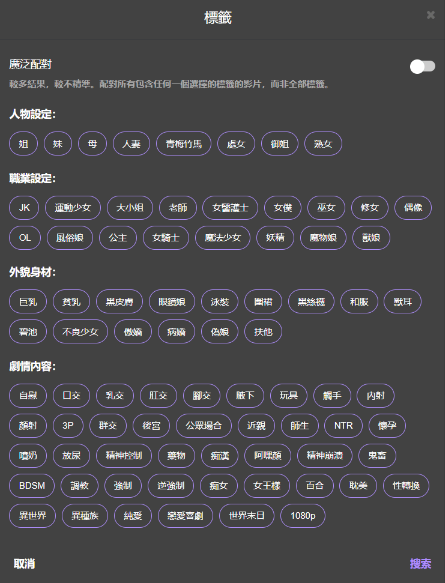 標籤
廣泛配對
較多結果，較不精準。配對所有包含任何一個選擇的標籤的影片，而非全部標籤。
人物設定：
姐 妹 母 人妻 青梅竹馬 處女 御姐 熟女
職業設定：
JK 運動少女 大小姐 老師 女醫護士 女僕 巫女 修女 偶像
OL 風俗娘 公主 女騎士 魔法少女 妖精 魔物娘 獸娘
外貌身材：
巨乳 貧乳 黑皮膚 眼鏡娘 泳裝 圍裙 黑絲襪 和服 獸耳
碧池 不良少女 傲嬌 病嬌 偽娘 扶他
劇情內容：
自慰 口交 乳交 肛交 腳交 腋下 玩具 觸手 內射
顏射 3P 群交 後宮 公眾場合 近親 師生 NTR 懷孕
噴奶 放尿 精神控制 藥物 痴漢 阿嘿顏 精神崩潰 鬼畜
BDSM 調教 強制 逆強制 痴女 女王樣 百合 耽美 性轉換
異世界 異種族 純愛 戀愛喜劇 世界末日 1080p
取消 搜索